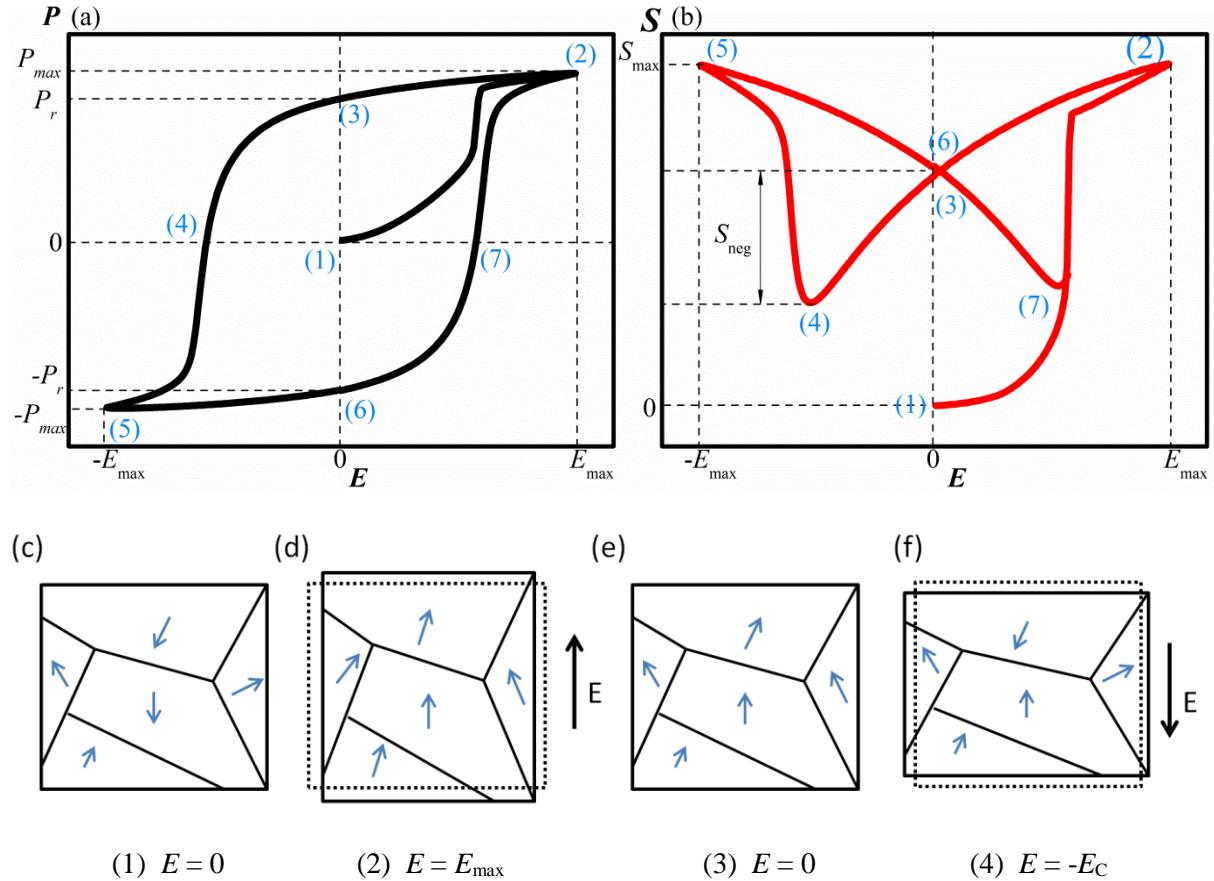 P (a)
(2)
P_max
P_r
(3)
(4)
0
(1)
(7)
-P_r
(6)
-P_max
(5)
-E_max
0
E_max
E
S (b)
(5)
(2)
S_max
(6)
(3)
S_neg
(4)
(7)
0
(1)
-E_max
0
E_max
E
(c)
(d)
(e)
(f)
E
E
(1) E = 0
(2) E = E_max
(3) E = 0
(4) E = -E_C